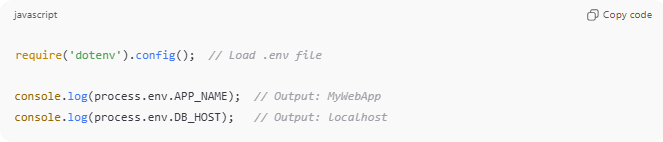 javascript
Copy code
require('dotenv').config();  // Load .env file
console.log(process.env.APP_NAME);  // Output: MyWebApp
console.log(process.env.DB_HOST);   // Output: localhost